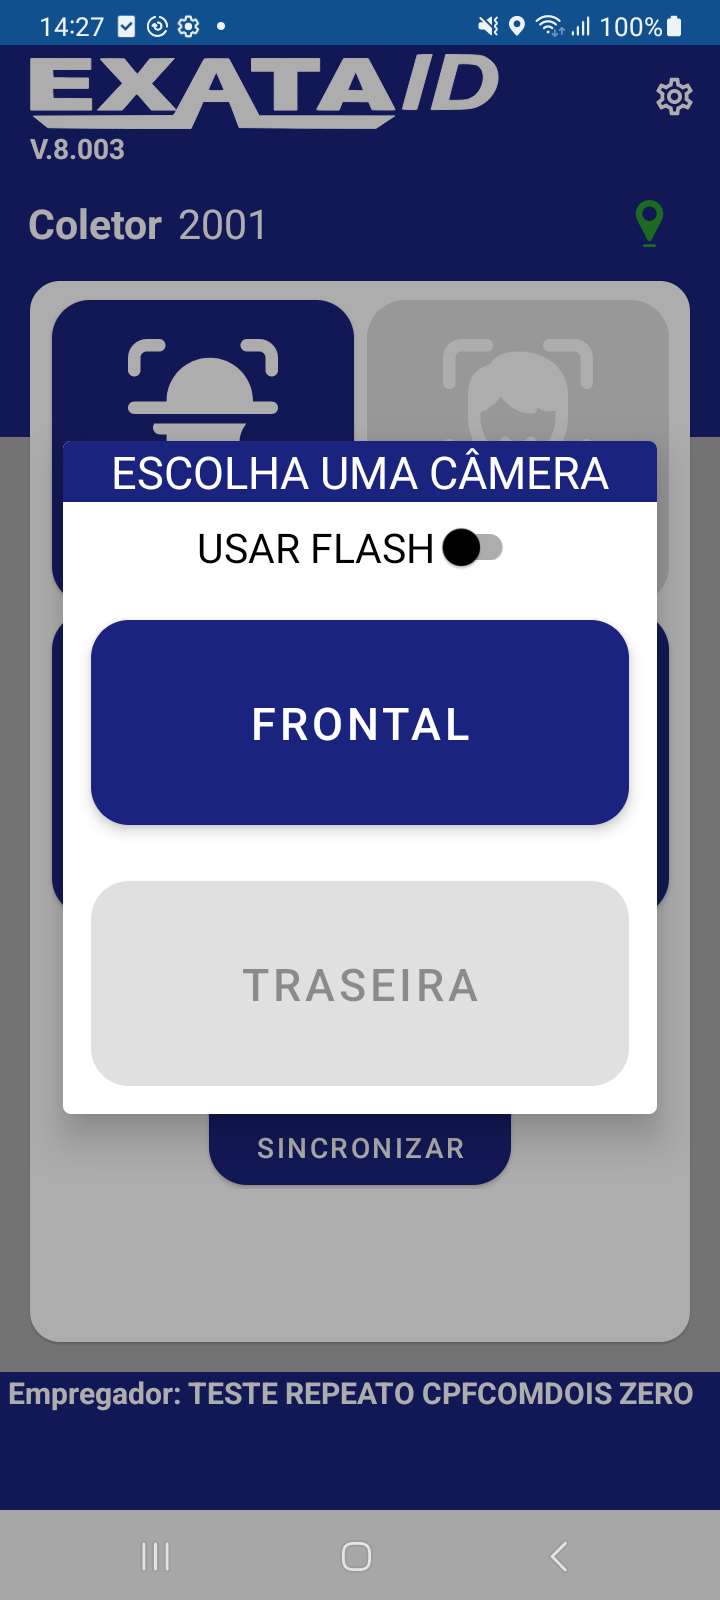 14:27
100%
EXATAID
V.8.003
Coletor 2001
ESCOLHA UMA CÂMERA
USAR FLASH
FRONTAL
TRASEIRA
SINCRONIZAR
Empregador: TESTE REPEATO CPFCOMDOIS ZERO